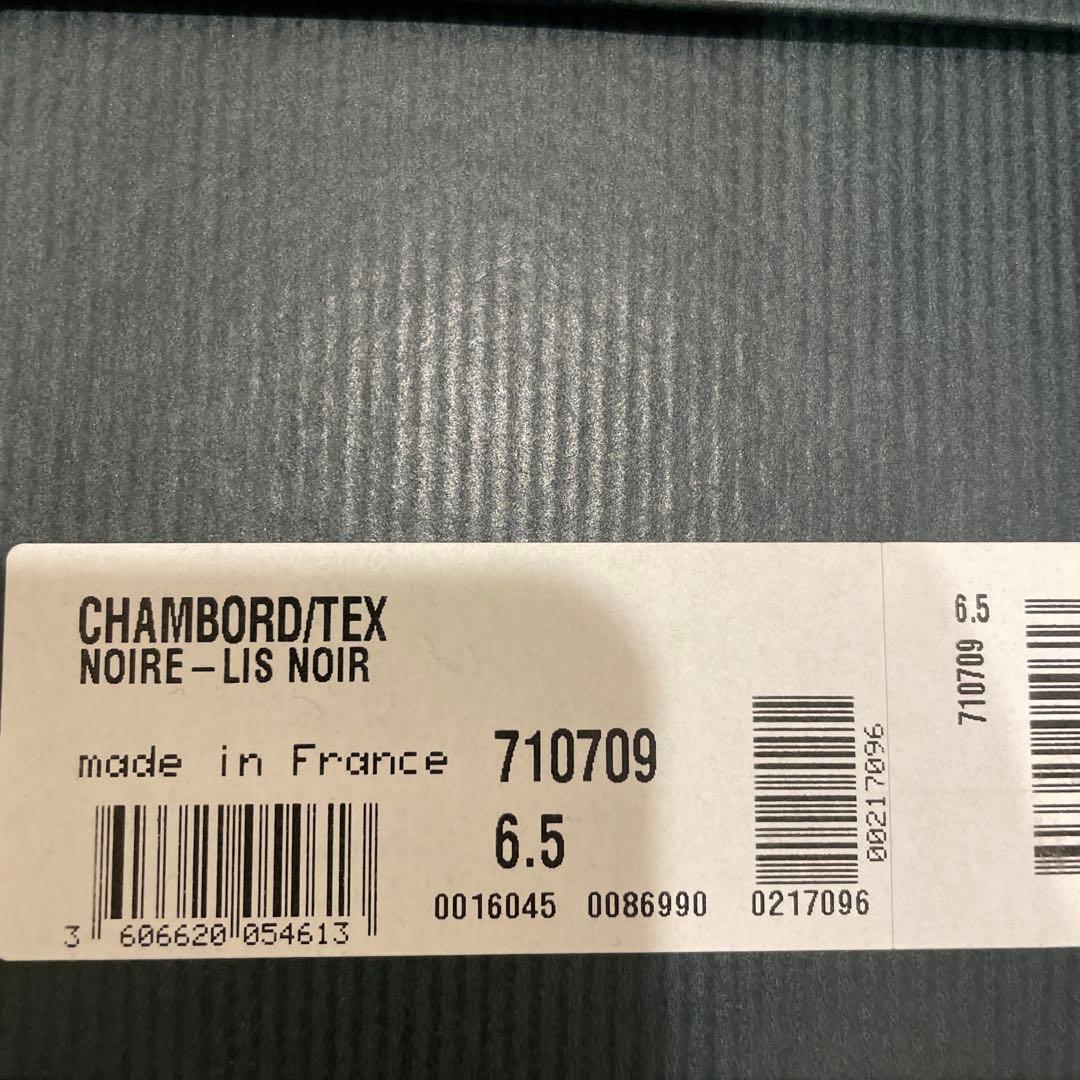 CHAMBORD/TEX
NOIRE–LIS NOIR
made in France 710709
6.5
3 606620 054613
0016045 0086990 0217096
00217096
6.5
710709